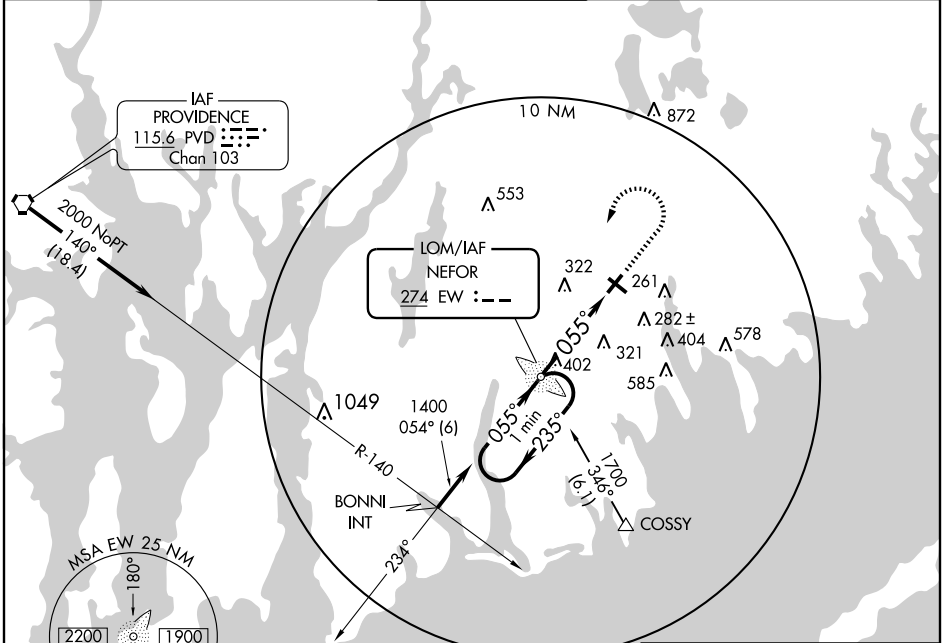 IAF
PROVIDENCE
115.6 PVD
Chan 103
2000 NoPT
140°
(18.4)
10 NM
872
553
LOM/IAF
NEFOR
274 EW
322
261
055°
282 ±
404
578
321
402
585
1049
1400
054° (6)
055°
1 min
235°
R-140
BONNI
INT
1700
346°
(6.1)
COSSY
234°
MSA EW 25 NM
180°
2200
1900